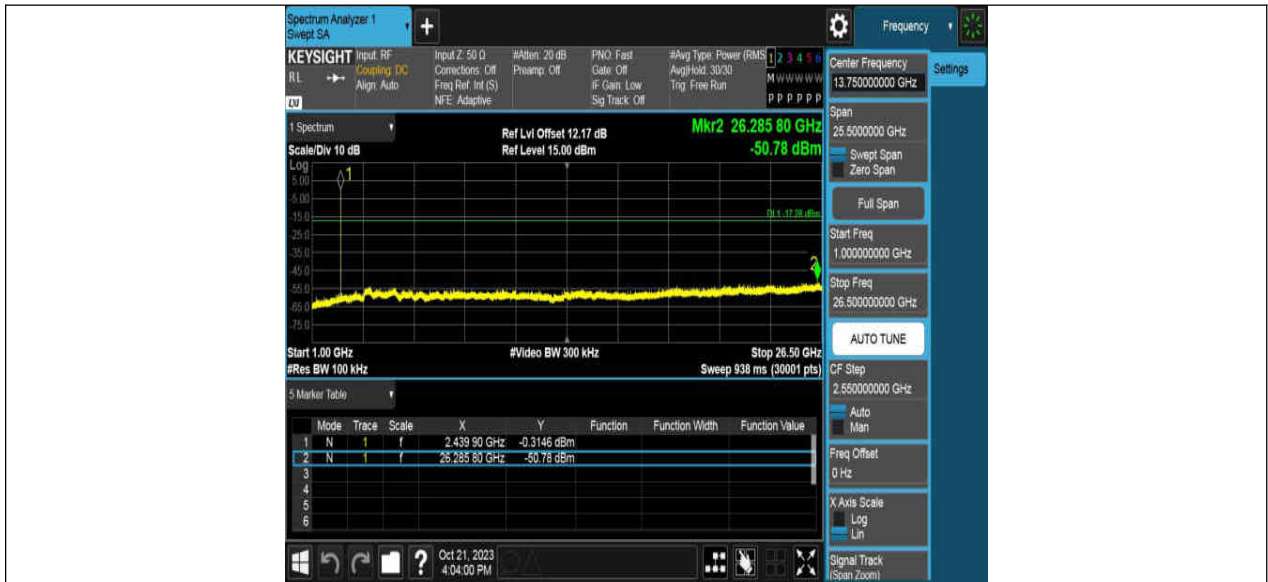 Spectrum Analyzer 1
Swept SA
+
Frequency
KEYSIGHT
RL
Input: RF
Coupling: DC
Align: Auto
Input Z: 50 Ω
Corrections: Off
Freq Ref: Int (S)
NFE: Adaptive
#Atten: 20 dB
Preamp: Off
PNO: Fast
Gate: Off
IF Gain: Low
Sig Track: Off
#Avg Type: Power (RMS
Avg|Hold: 30/30
Trig: Free Run
1 2 3 4 5 6
M W W W W W
P P P P P P
1 Spectrum
Scale/Div 10 dB
Ref Lvl Offset 12.17 dB
Ref Level 15.00 dBm
Mkr2 26.285 80 GHz
-50.78 dBm
Log
5.00
-5.00
-15.0
-25.0
-35.0
-45.0
-55.0
-65.0
-75.0
1
DL1 -17.28 dBm
2
Start 1.00 GHz
#Res BW 100 kHz
#Video BW 300 kHz
Stop 26.50 GHz
Sweep 938 ms (30001 pts)
5 Marker Table
Mode Trace Scale X Y Function Function Width Function Value
1 N 1 f 2.439 90 GHz -0.3146 dBm
2 N 1 f 26.285 80 GHz -50.78 dBm
3
4
5
6
?
Oct 21, 2023
4:04:00 PM
Center Frequency
13.750000000 GHz
Settings
Span
25.5000000 GHz
Swept Span
Zero Span
Full Span
Start Freq
1.000000000 GHz
Stop Freq
26.500000000 GHz
AUTO TUNE
CF Step
2.550000000 GHz
Auto
Man
Freq Offset
0 Hz
X Axis Scale
Log
Lin
Signal Track
(Span Zoom)